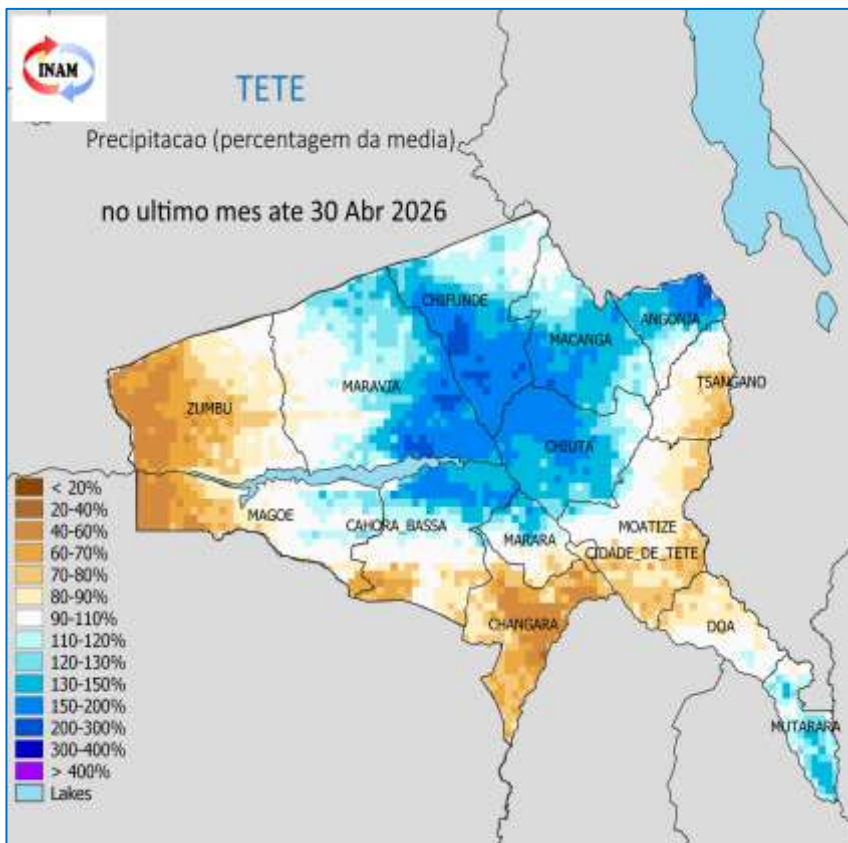 INAM
TETE
Precipitacao (percentagem da media)
no ultimo mes ate 30 Abr 2026
CHIFUNDE
MACANGA
ANGONIA
TSANGANO
MARAVIA
ZUMBU
CHIUTA
MAGOE
CAHORA_BASSA
MARARA
MOATIZE
CIDADE_DE_TETE
CHANGARA
DOA
MUTARARA
< 20%
20-40%
40-60%
60-70%
70-80%
80-90%
90-110%
110-120%
120-130%
130-150%
150-200%
200-300%
300-400%
> 400%
Lakes